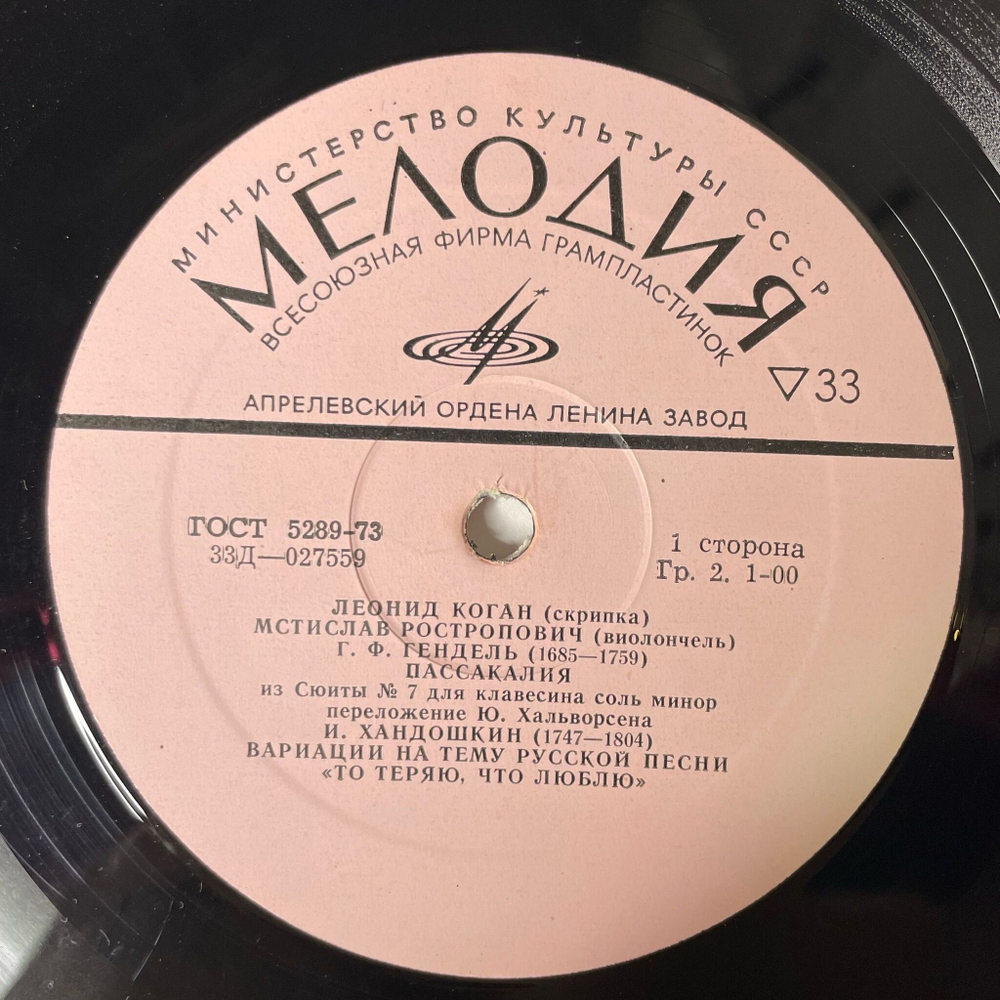 МИНИСТЕРСТВО КУЛЬТУРЫ СССР
МЕЛОДИЯ
ВСЕСОЮЗНАЯ ФИРМА ГРАМПЛАСТИНОК
▽33
АПРЕЛЕВСКИЙ ОРДЕНА ЛЕНИНА ЗАВОД
ГОСТ 5289-73
33Д—027559
1 сторона
Гр. 2. 1-00
ЛЕОНИД КОГАН (скрипка)
МСТИСЛАВ РОСТРОПОВИЧ (виолончель)
Г. Ф. ГЕНДЕЛЬ (1685—1759)
ПАССАКАЛИЯ
из Сюиты № 7 для клавесина соль минор
переложение Ю. Хальворсена
И. ХАНДОШКИН (1747—1804)
ВАРИАЦИИ НА ТЕМУ РУССКОЙ ПЕСНИ
«ТО ТЕРЯЮ, ЧТО ЛЮБЛЮ»